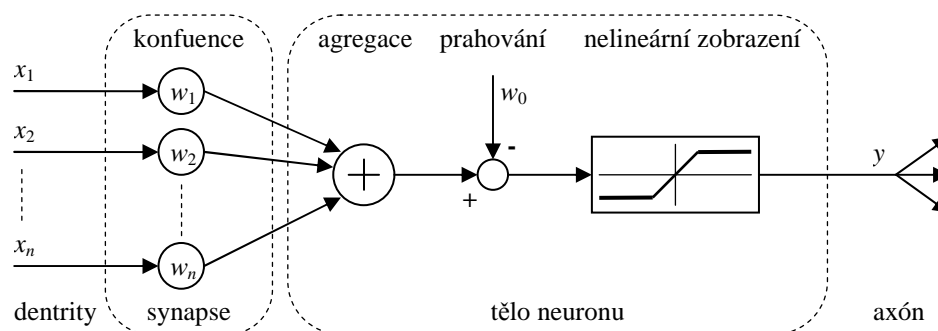 konfuence agregace prahování nelineární zobrazení
x1 w1 w0
x2 w2 - y
+
xn wn
dentrity synapse tělo neuronu axón